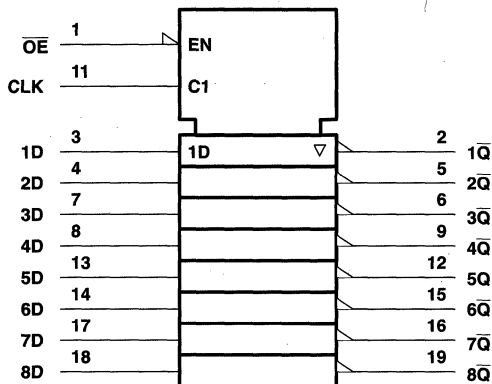 1
O̅E̅ EN
11
CLK C1
3 2
1D 1D ▽ 1Q̅
4 5
2D 2Q̅
7 6
3D 3Q̅
8 9
4D 4Q̅
13 12
5D 5Q
14 15
6D 6Q̅
17 16
7D 7Q̅
18 19
8D 8Q̅